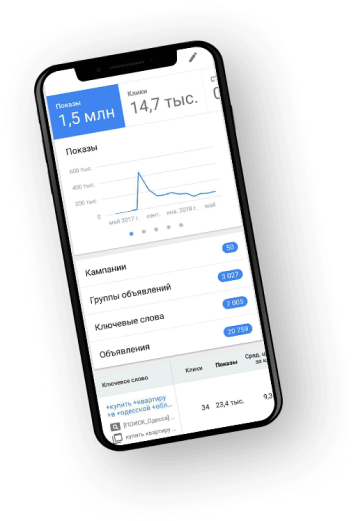 Показы
1,5 млн
Клики
14,7 тыс.
Показы
600 тыс.
400 тыс.
200 тыс.
0
май 2017 г.
сент.
янв. 2018 г.
май
Кампании
50
Группы объявлений
3 027
Ключевые слова
7 005
Объявления
20 759
Ключевое слово
Клики
Показы
Сред. ц
за к
+купить +квартиру
+в +одесской +обл...
34
23,4 тыс.
9,3
[ПОИСК_Одесса]...
купить квартиру ...